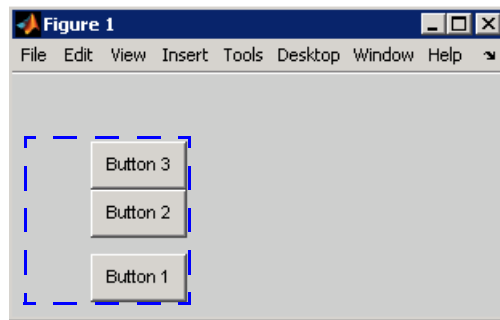 Figure 1
File Edit View Insert Tools Desktop Window Help
Button 3
Button 2
Button 1